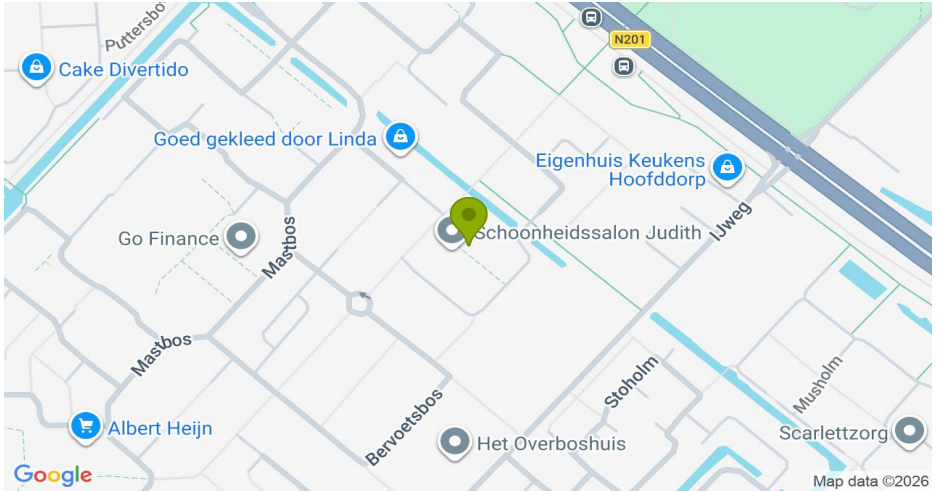 Puttersbo
N201
Cake Divertido
Goed gekleed door Linda
Eigenhuis Keukens
Hoofddorp
IJweg
Go Finance
Mastbos
Schoonheidssalon Judith
Mastbos
Stoholm
Musholm
Albert Heijn
Bervoetsbos
Het Overboshuis
Scarlettzorg
Google
Map data ©2026